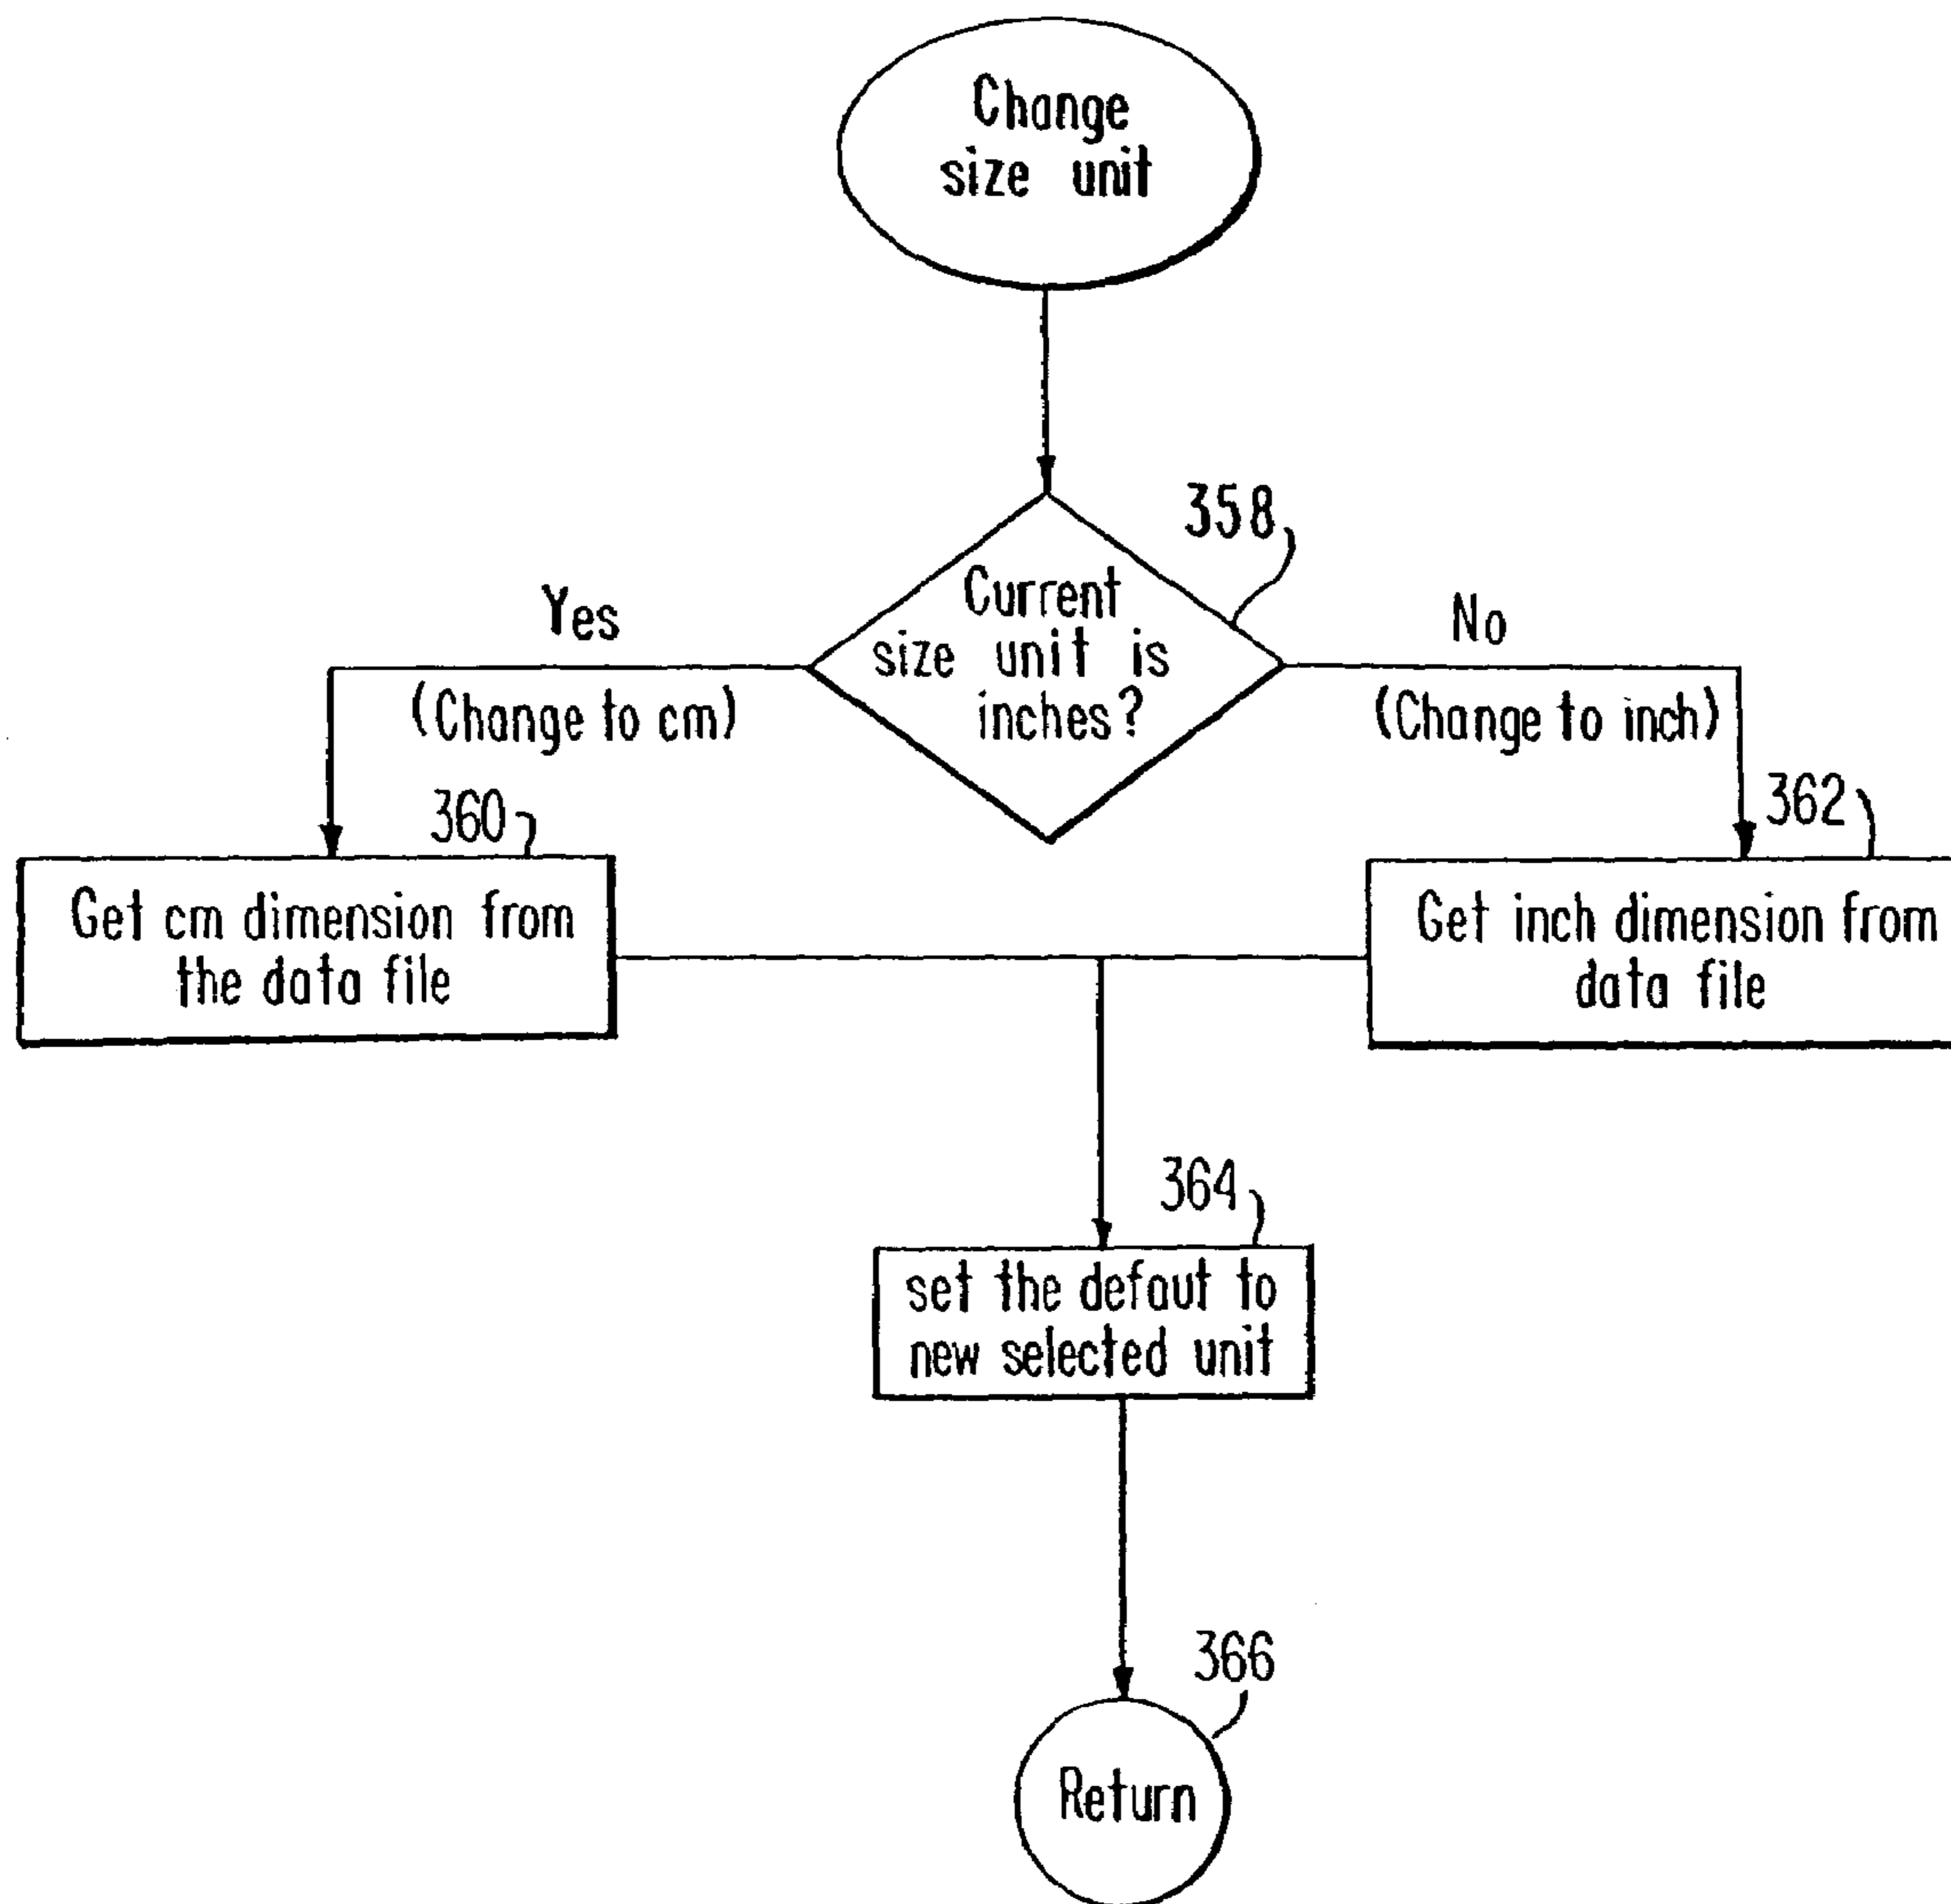 Change
size unit
358
Current
size unit is
inches?
Yes
(Change to cm)
No
(Change to inch)
360
Get cm dimension from
the data file
362
Get inch dimension from
data file
364
set the defaut to
new selected unit
366
Return